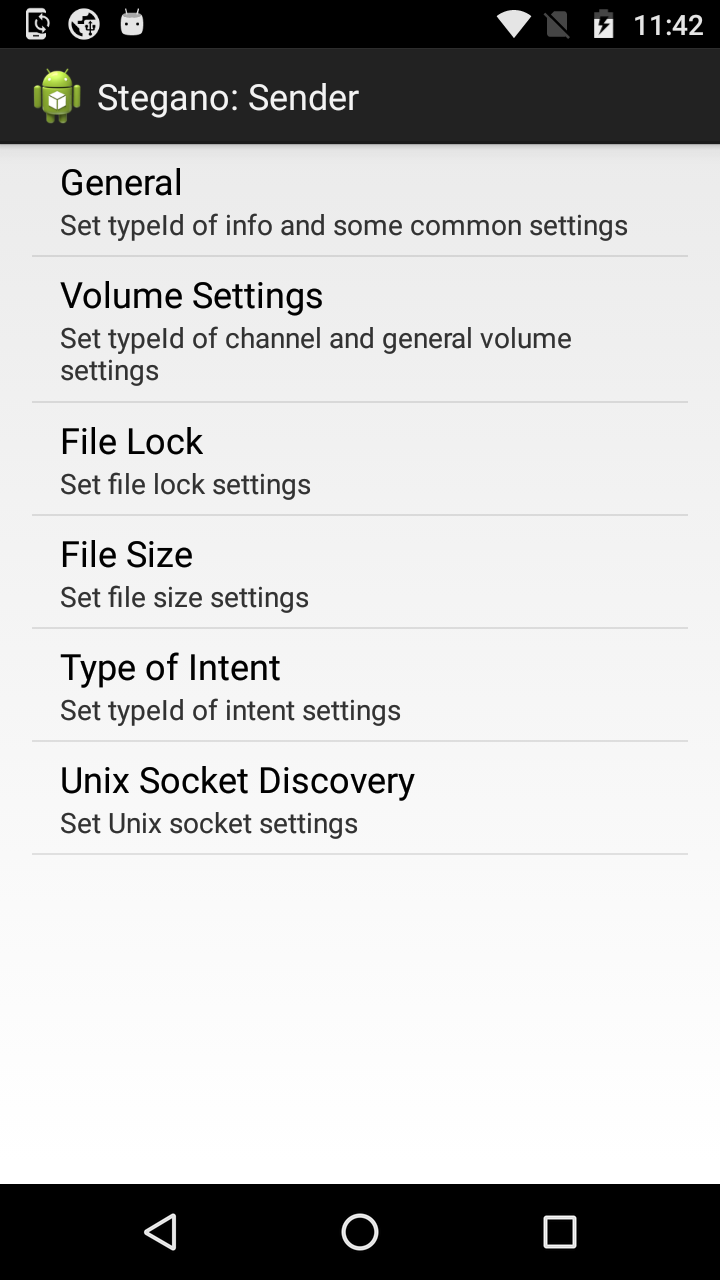 11:42
Stegano: Sender
General
Set typeId of info and some common settings
Volume Settings
Set typeId of channel and general volume
settings
File Lock
Set file lock settings
File Size
Set file size settings
Type of Intent
Set typeId of intent settings
Unix Socket Discovery
Set Unix socket settings